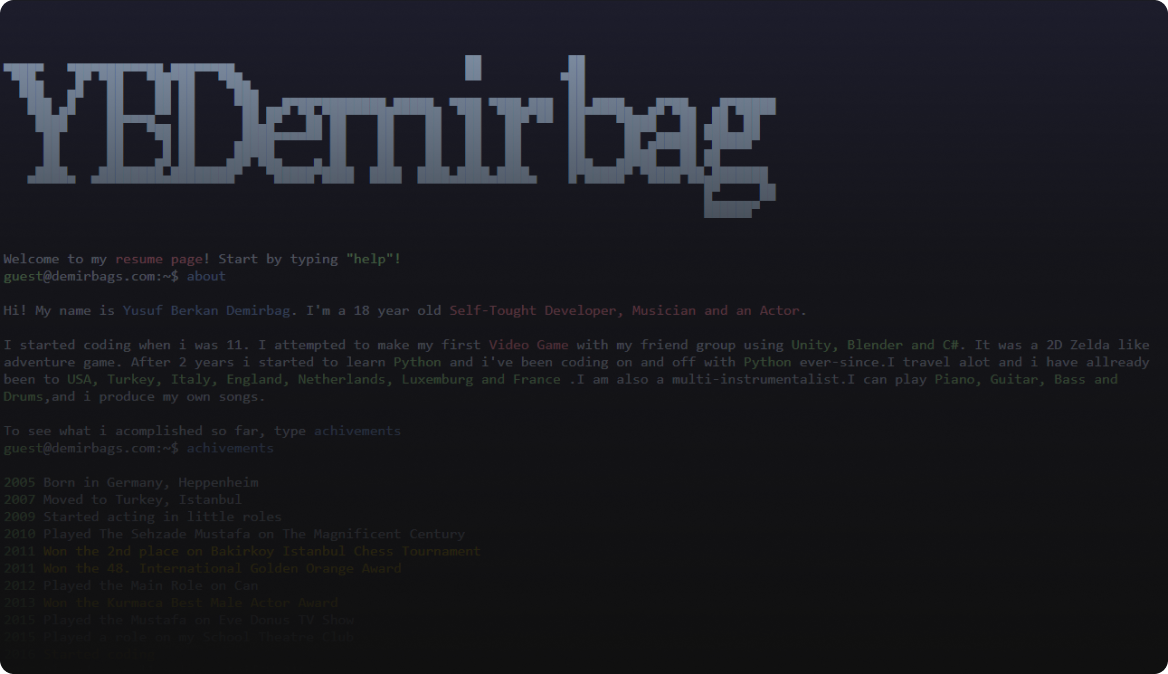 YBDemirbag
Welcome to my resume page! Start by typing "help"!
guest@demirbags.com:~$ about
Hi! My name is Yusuf Berkan Demirbag. I'm a 18 year old Self-Tought Developer, Musician and an Actor.
I started coding when i was 11. I attempted to make my first Video Game with my friend group using Unity, Blender and C#. It was a 2D Zelda like
adventure game. After 2 years i started to learn Python and i've been coding on and off with Python ever-since.I travel alot and i have allready
been to USA, Turkey, Italy, England, Netherlands, Luxemburg and France .I am also a multi-instrumentalist.I can play Piano, Guitar, Bass and
Drums,and i produce my own songs.
To see what i acomplished so far, type achivements
guest@demirbags.com:~$ achivements
2005 Born in Germany, Heppenheim
2007 Moved to Turkey, Istanbul
2009 Started acting in little roles
2010 Played The Sehzade Mustafa on The Magnificent Century
2011 Won the 2nd place on Bakirkoy Istanbul Chess Tournament
2011 Won the 48. International Golden Orange Award
2012 Played the Main Role on Can
2013 Won the Kurmaca Best Male Actor Award
2015 Played the Mustafa on Eve Donus TV Show
2015 Played a role on my School Theatre Club